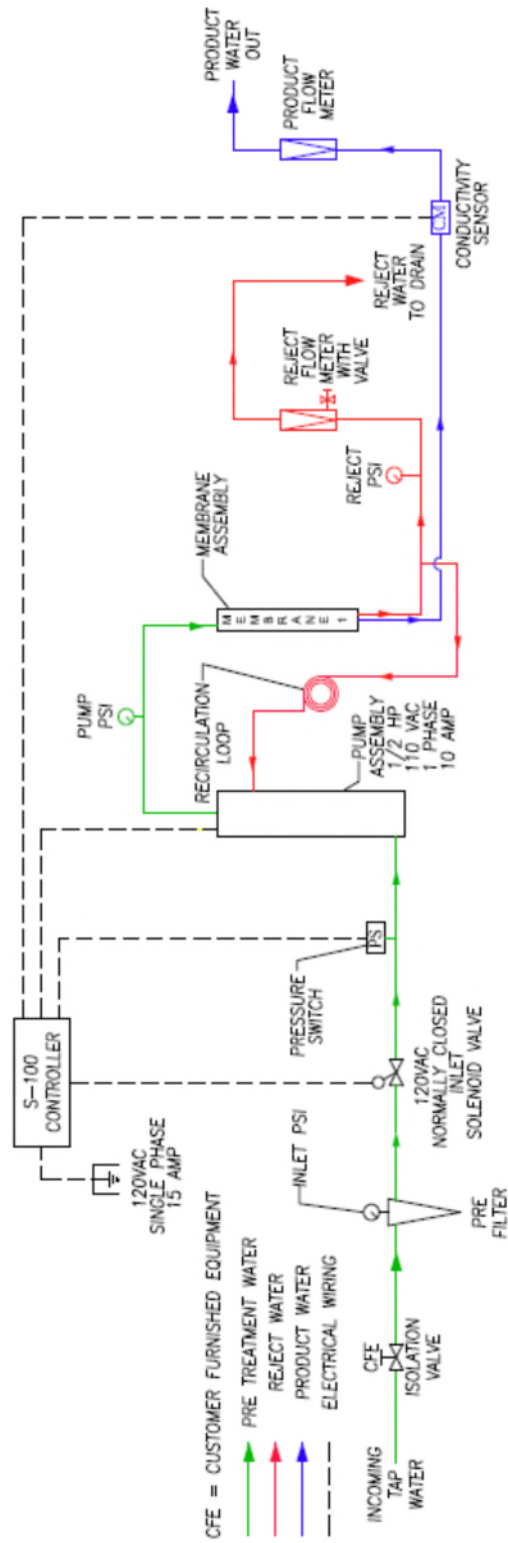 S-100
CONTROLLER
120VAC
SINGLE PHASE
15 AMP
CFE = CUSTOMER FURNISHED EQUIPMENT
PRE TREATMENT WATER
REJECT WATER
PRODUCT WATER
ELECTRICAL WIRING
INCOMING
TAP
WATER
CFE
ISOLATION
VALVE
INLET PSI
PRE
FILTER
120VAC
NORMALLY CLOSED
INLET
SOLENOID VALVE
PRESSURE
SWITCH
PS
PUMP
PSI
RECIRCULATION
LOOP
PUMP
ASSEMBLY
1/2 HP
110 VAC
1 PHASE
10 AMP
MEMBRANE
ASSEMBLY
MEMBRANE 1
REJECT
PSI
REJECT
FLOW
METER
WITH
VALVE
REJECT
WATER
TO DRAIN
CM
CONDUCTIVITY
SENSOR
PRODUCT
FLOW
METER
PRODUCT
WATER
OUT